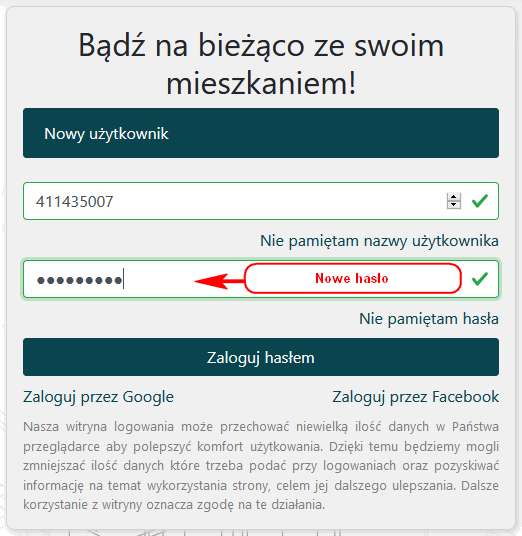 Bądź na bieżąco ze swoim
mieszkaniem!
Nowy użytkownik
411435007
Nie pamiętam nazwy użytkownika
●●●●●●●●●
Nowe hasło
Nie pamiętam hasła
Zaloguj hasłem
Zaloguj przez Google Zaloguj przez Facebook
Nasza witryna logowania może przechować niewielką ilość danych w Państwa
przeglądarce aby polepszyć komfort użytkowania. Dzięki temu będziemy mogli
zmniejszać ilość danych które trzeba podać przy logowaniach oraz pozyskiwać
informację na temat wykorzystania strony, celem jej dalszego ulepszania. Dalsze
korzystanie z witryny oznacza zgodę na te działania.